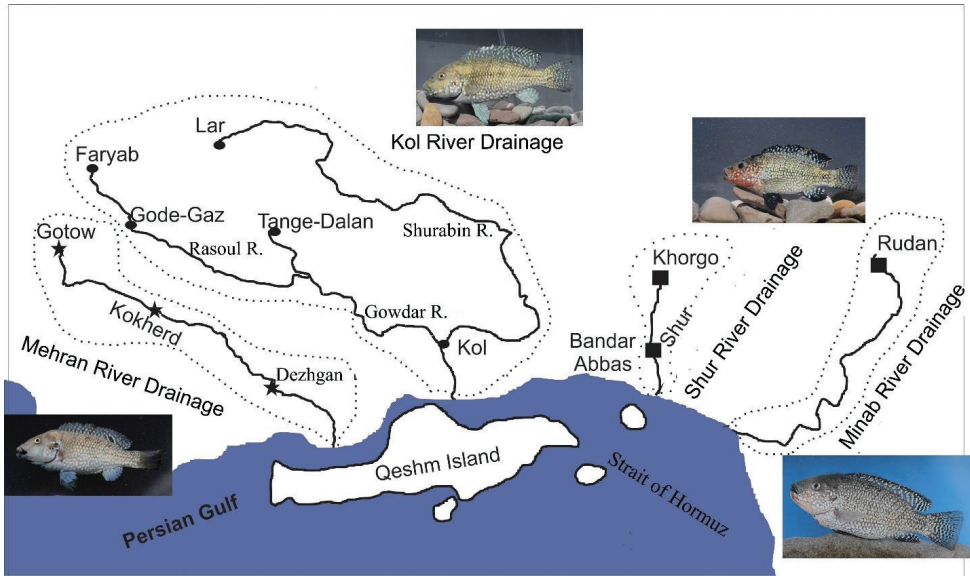 Kol River Drainage
Lar
Faryab
Gode-Gaz
Tange-Dalan
Gotow
Rasoul R.
Shurabin R.
Khorgo
Rudan
Kokherd
Gowdar R.
Kol
Bandar
Abbas
Shur
Shur River Drainage
Minab River Drainage
Mehran River Drainage
Dezhgan
Qeshm Island
Strait of Hormuz
Persian Gulf